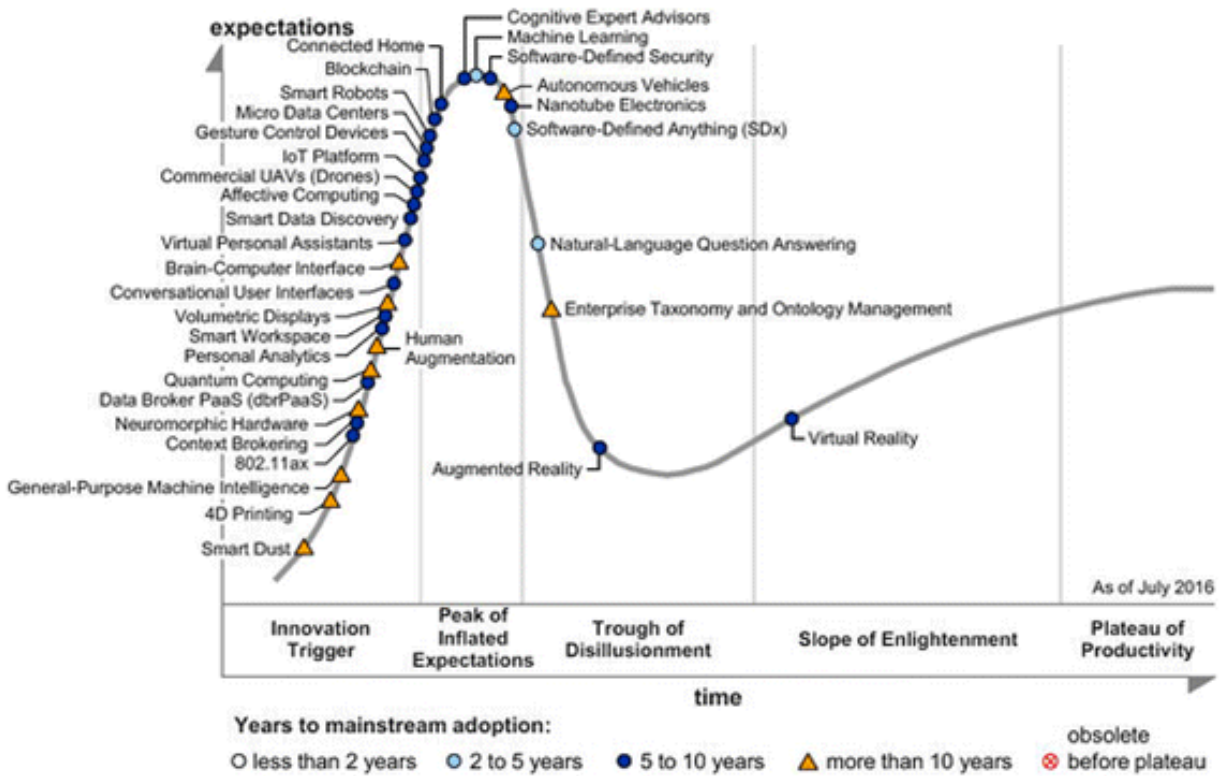 expectations
Cognitive Expert Advisors
Connected Home
Machine Learning
Blockchain
Software-Defined Security
Smart Robots
Autonomous Vehicles
Micro Data Centers
Nanotube Electronics
Gesture Control Devices
Software-Defined Anything (SDx)
IoT Platform
Commercial UAVs (Drones)
Affective Computing
Smart Data Discovery
Virtual Personal Assistants
Natural-Language Question Answering
Brain-Computer Interface
Conversational User Interfaces
Volumetric Displays
Enterprise Taxonomy and Ontology Management
Smart Workspace
Human
Augmentation
Personal Analytics
Quantum Computing
Data Broker PaaS (dbrPaaS)
Neuromorphic Hardware
Context Brokering
Virtual Reality
802.11ax
Augmented Reality
General-Purpose Machine Intelligence
4D Printing
Smart Dust
As of July 2016
Innovation
Trigger
Peak of
Inflated
Expectations
Trough of
Disillusionment
Slope of Enlightenment
Plateau of
Productivity
time
Years to mainstream adoption:
less than 2 years
2 to 5 years
5 to 10 years
more than 10 years
obsolete
before plateau